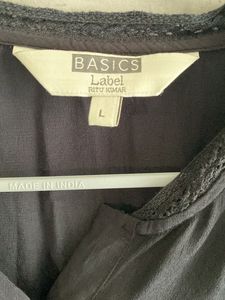 BASICS
Label
RITU KUMAR
L
MADE IN INDIA